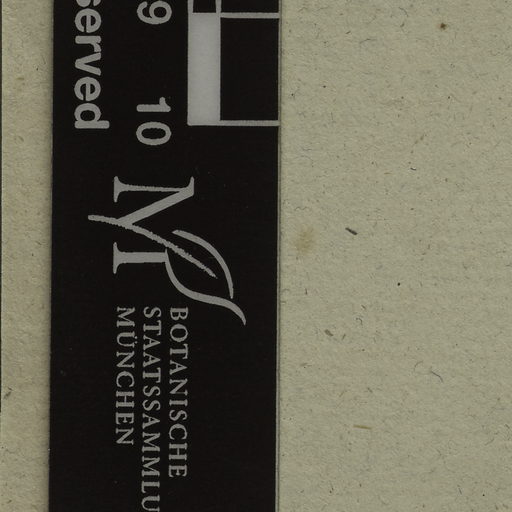 served
9 10
BOTANISCHE
STAATSSAMMLU
MÜNCHEN